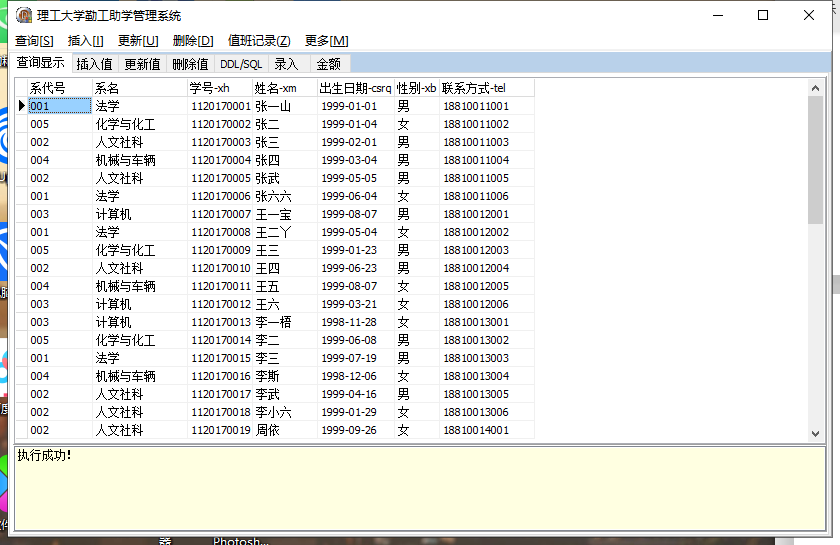 理工大学勤工助学管理系统
查询[S] 插入[I] 更新[U] 删除[D] 值班记录(Z) 更多[M]
查询显示 插入值 更新值 删除值 DDL/SQL 录入 金额
系代号 系名 学号-xh 姓名-xm 出生日期-csrq 性别-xb 联系方式-tel
001 法学 1120170001 张一山 1999-01-01 男 18810011001
005 化学与化工 1120170002 张二 1999-01-04 女 18810011002
002 人文社科 1120170003 张三 1999-02-01 男 18810011003
004 机械与车辆 1120170004 张四 1999-03-04 男 18810011004
002 人文社科 1120170005 张武 1999-05-05 男 18810011005
001 法学 1120170006 张六六 1999-06-04 女 18810011006
003 计算机 1120170007 王一宝 1999-08-07 男 18810012001
001 法学 1120170008 王二丫 1999-05-04 女 18810012002
005 化学与化工 1120170009 王三 1999-01-23 男 18810012003
002 人文社科 1120170010 王四 1999-06-23 男 18810012004
004 机械与车辆 1120170011 王五 1999-08-07 女 18810012005
003 计算机 1120170012 王六 1999-03-21 女 18810012006
003 计算机 1120170013 李一梧 1998-11-28 女 18810013001
005 化学与化工 1120170014 李二 1999-06-08 男 18810013002
001 法学 1120170015 李三 1999-07-19 男 18810013003
004 机械与车辆 1120170016 李斯 1998-12-06 女 18810013004
002 人文社科 1120170017 李武 1999-04-16 男 18810013005
002 人文社科 1120170018 李小六 1999-01-29 女 18810013006
002 人文社科 1120170019 周依 1999-09-26 女 18810014001
执行成功!
Photosh...